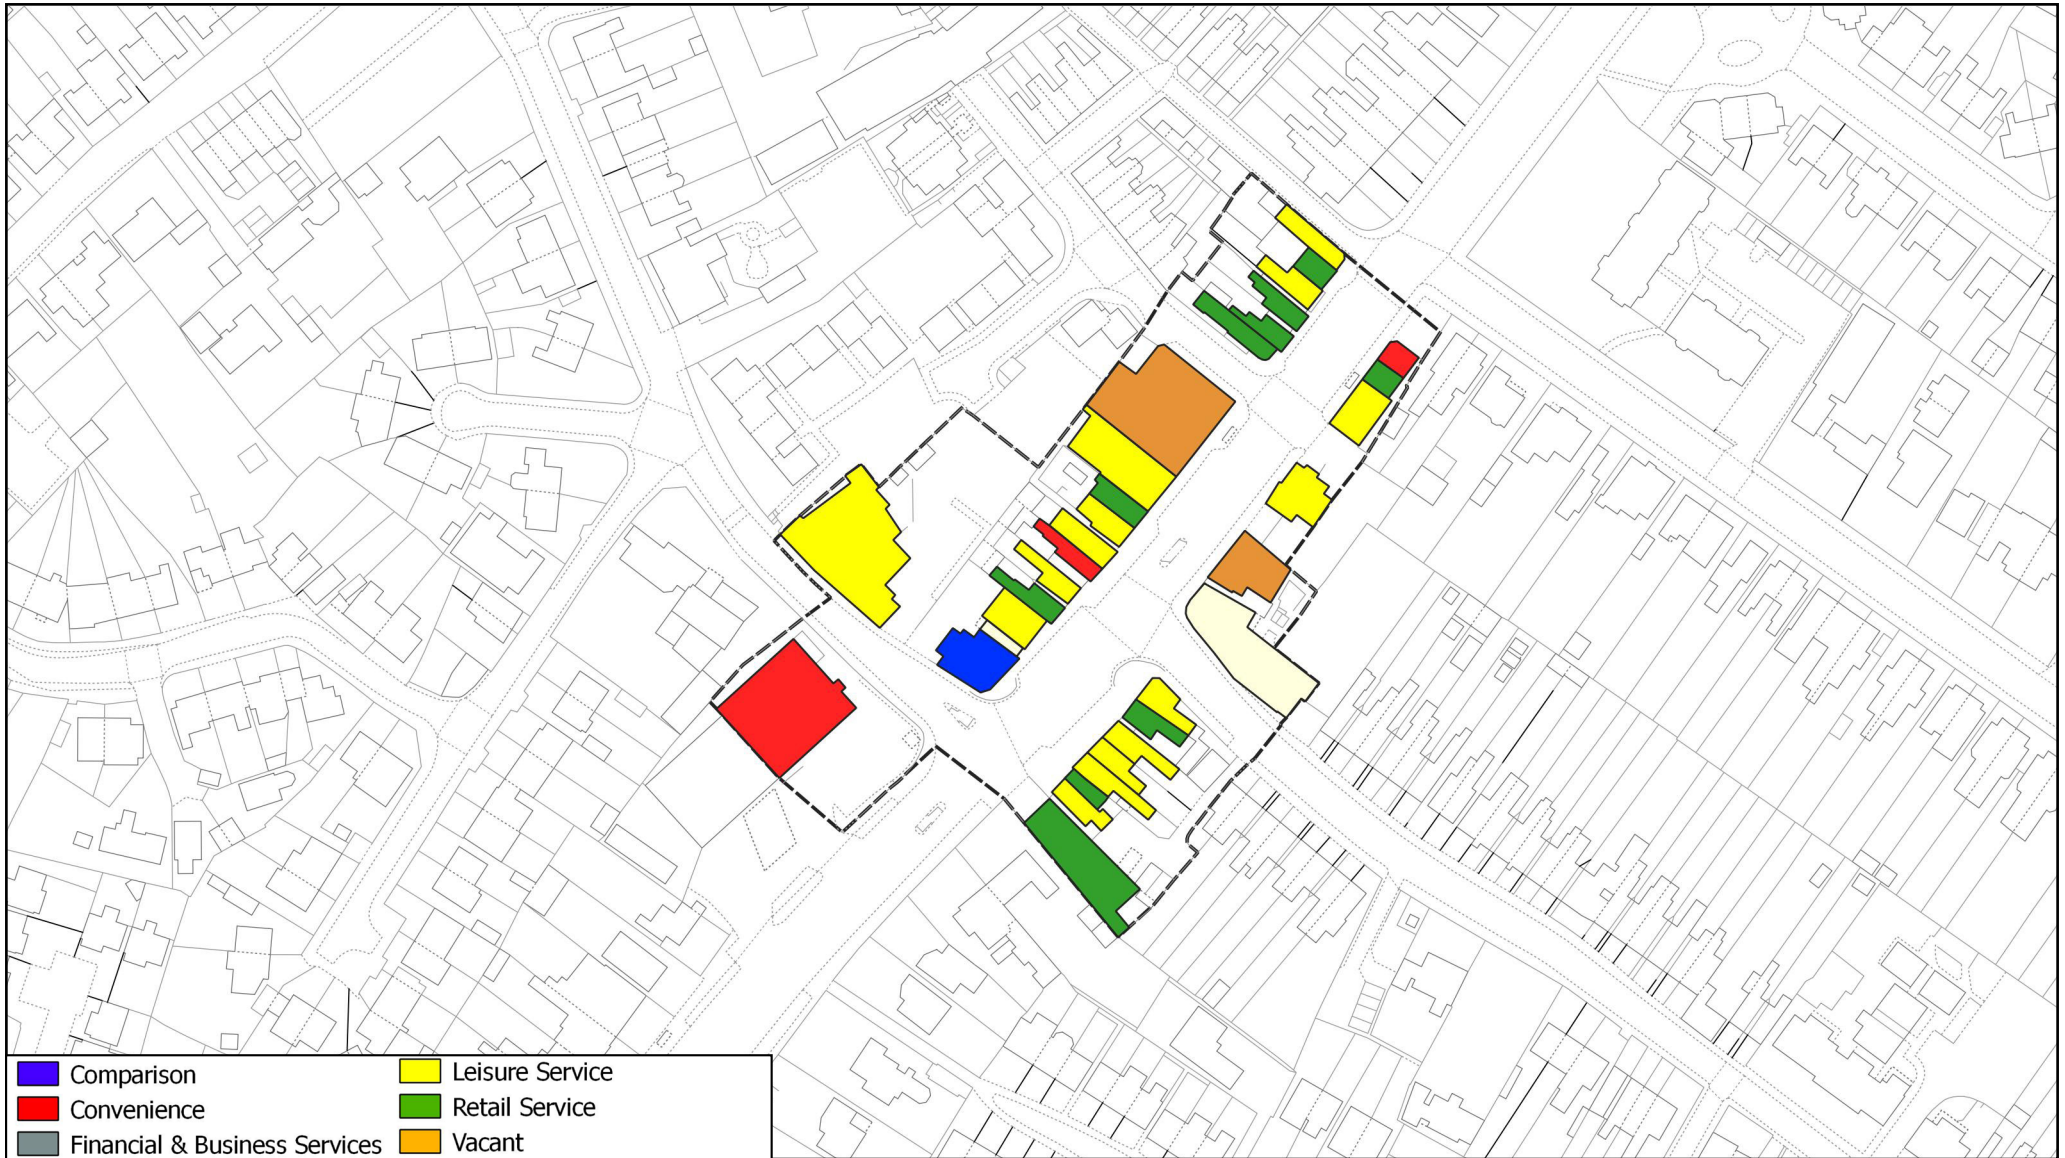 Comparison
Convenience
Financial & Business Services
Leisure Service
Retail Service
Vacant